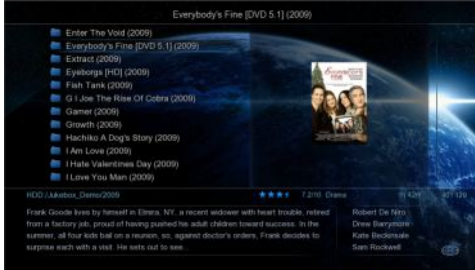 Everybody's Fine [DVD 5.1] (2009)
Enter The Void (2009)
Everybody's Fine [DVD 5.1] (2009)
Extract (2009)
Eyeborgs [HD] (2009)
Fish Tank (2009)
G I Joe The Rise Of Cobra (2009)
Gamer (2009)
Growth (2009)
Hachiko A Dog's Story (2009)
I Am Love (2009)
I Hate Valentines Day (2009)
I Love You Man (2009)
Everybody's Fine
HDD /Jukebox_Demo/2009 7.2/10 Drama 1h 42m 40 / 120
Frank Goode lives by himself in Elmira, NY, a recent widower with heart trouble, retired
from a factory job, proud of having pushed his adult children toward success. In the
summer, all four kids bail on a reunion, so, against doctor's orders, Frank decides to
surprise each with a visit. He sets out to see...
Robert De Niro
Drew Barrymore
Kate Beckinsale
Sam Rockwell